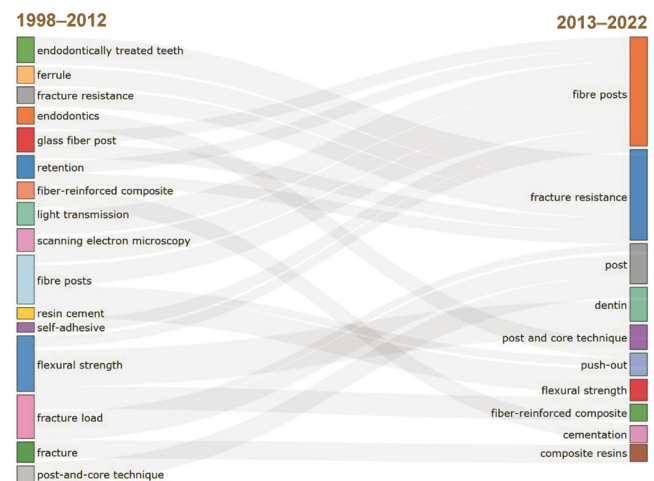 1998–2012
2013–2022
endodontically treated teeth
ferrule
fracture resistance
endodontics
glass fiber post
retention
fiber-reinforced composite
light transmission
scanning electron microscopy
fibre posts
resin cement
self-adhesive
flexural strength
fracture load
fracture
post-and-core technique
fibre posts
fracture resistance
post
dentin
post and core technique
push-out
flexural strength
fiber-reinforced composite
cementation
composite resins